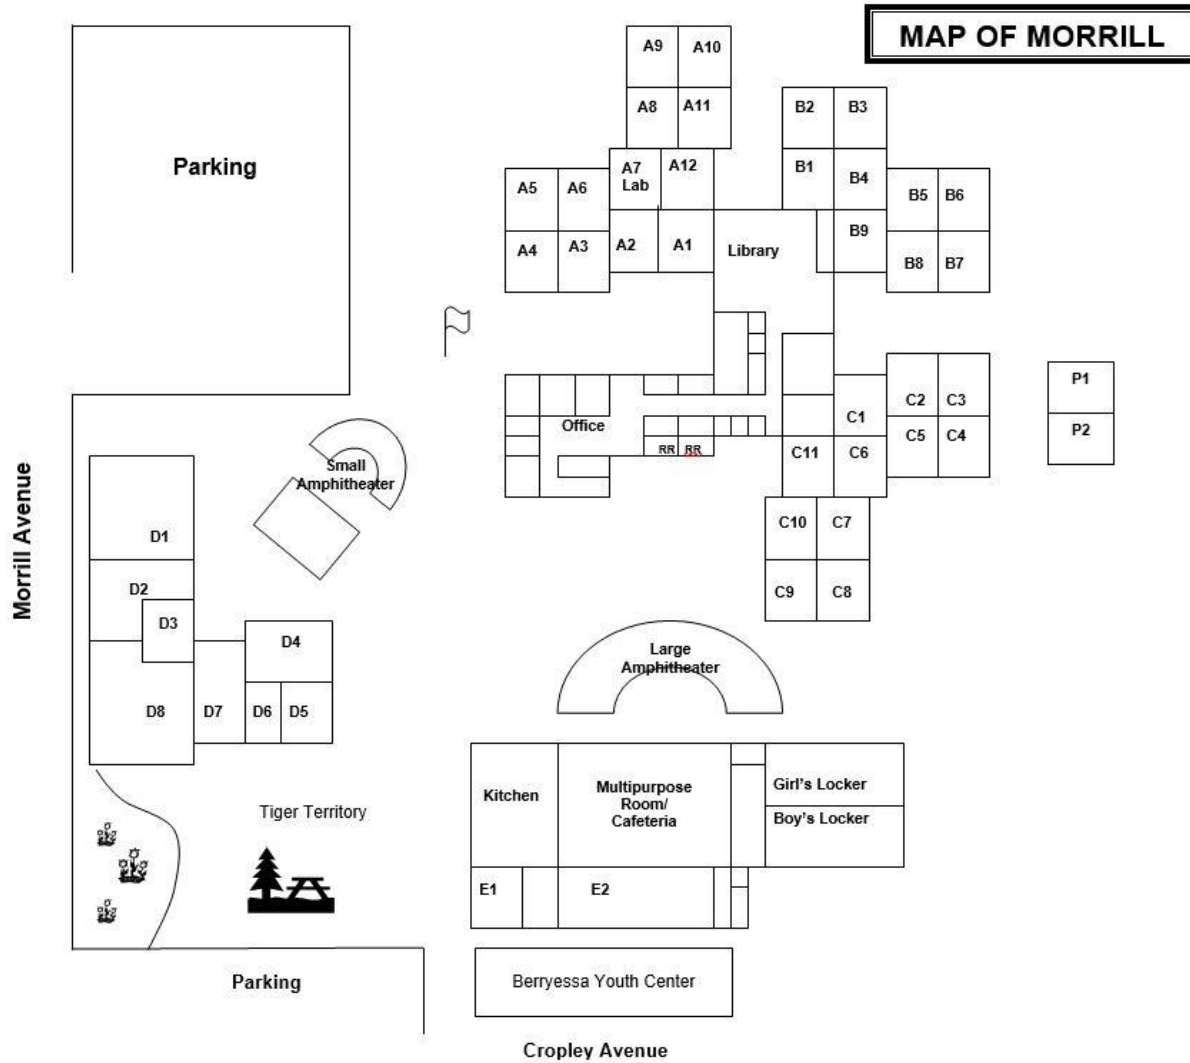 MAP OF MORRILL
A9 A10
A8 A11
B2 B3
Parking
A7 A12
Lab
B1 B4
A5 A6
B5 B6
A4 A3 A2 A1
Library
B9
B8 B7
P1
C2 C3
C1
P2
Office
C5 C4
RR RR
C11 C6
Small
Amphitheater
C10 C7
D1
Morrill Avenue
D2
C9 C8
D3
D4
Large
Amphitheater
D8 D7 D6 D5
Kitchen
Multipurpose
Room/
Cafeteria
Girl's Locker
Boy's Locker
Tiger Territory
E1 E2
Parking
Berryessa Youth Center
Cropley Avenue